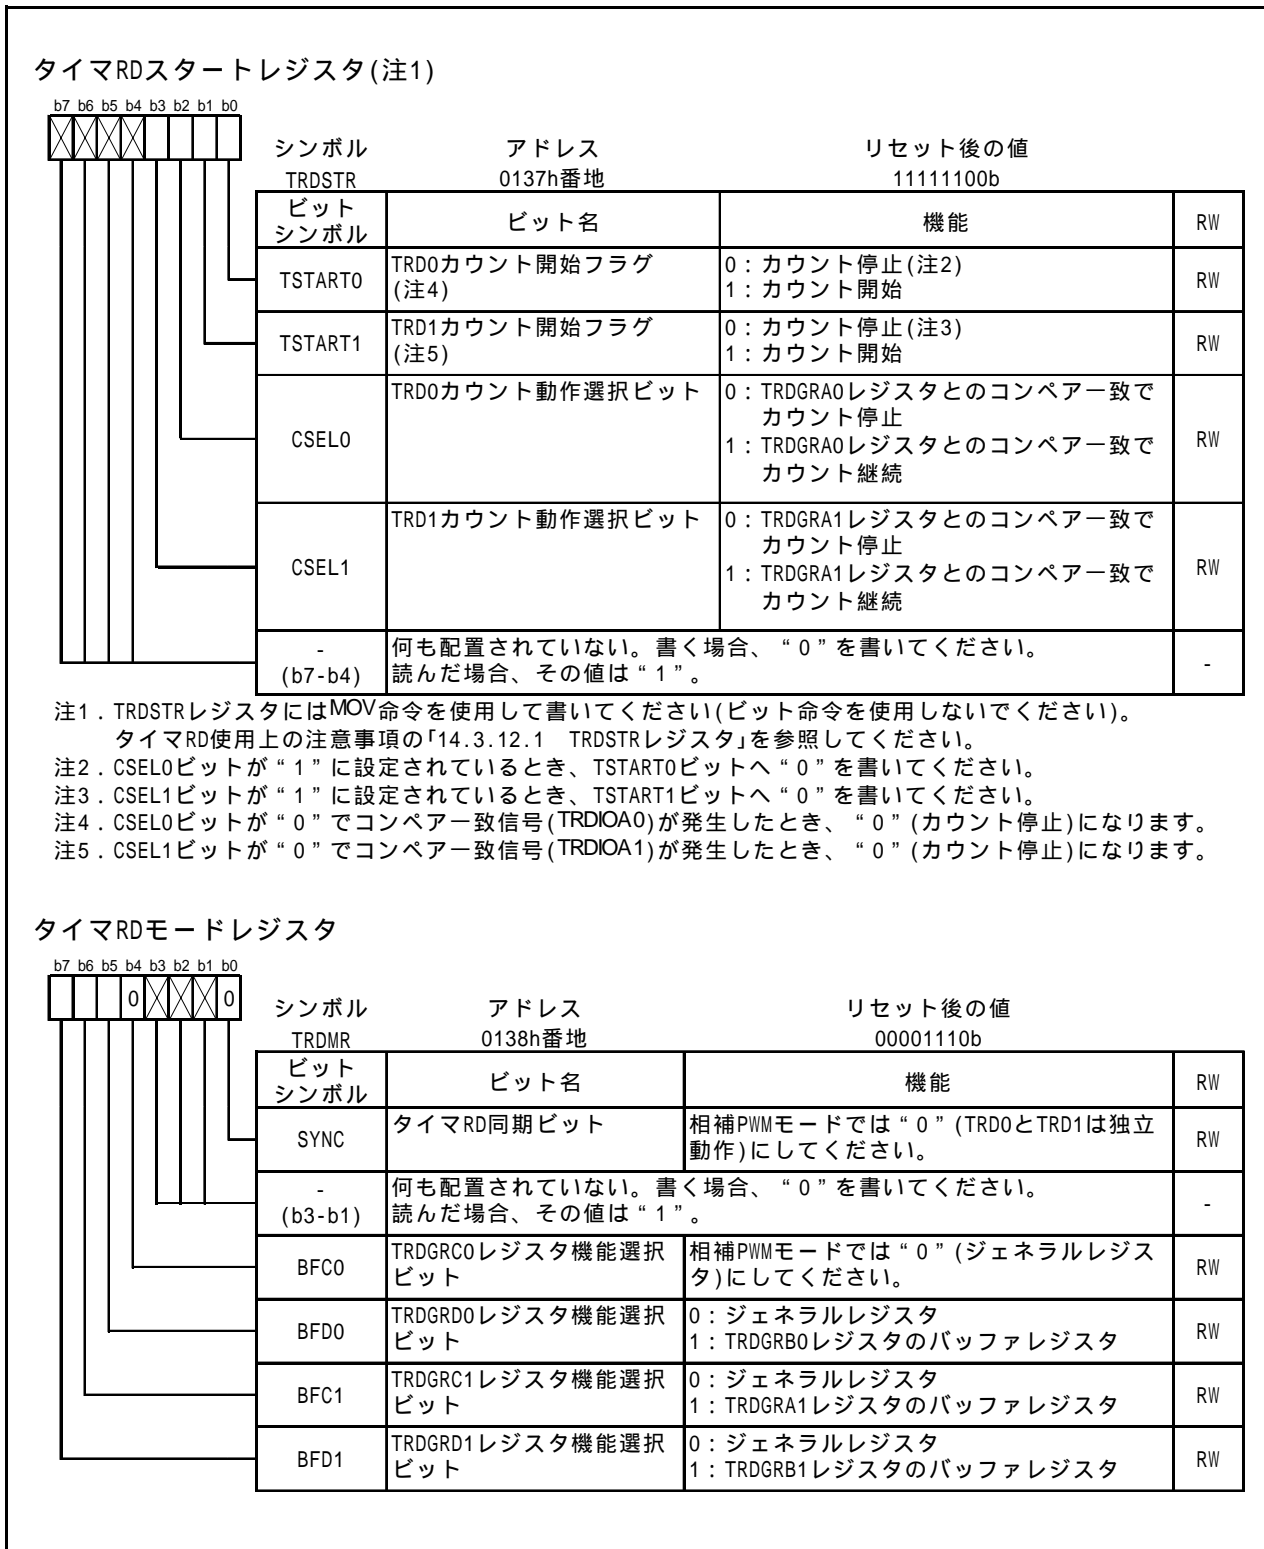 タイマRDスタートレジスタ(注1)
b7 b6 b5 b4 b3 b2 b1 b0
シンボル アドレス リセット後の値
TRDSTR 0137h番地 11111100b
ビット
シンボル ビット名 機能 RW
TSTART0 TRD0カウント開始フラグ
(注4) 0：カウント停止(注2)
1：カウント開始 RW
TSTART1 TRD1カウント開始フラグ
(注5) 0：カウント停止(注3)
1：カウント開始 RW
CSEL0 TRD0カウント動作選択ビット 0：TRDGRA0レジスタとのコンペア一致で
カウント停止
1：TRDGRA0レジスタとのコンペア一致で
カウント継続 RW
CSEL1 TRD1カウント動作選択ビット 0：TRDGRA1レジスタとのコンペア一致で
カウント停止
1：TRDGRA1レジスタとのコンペア一致で
カウント継続 RW
-
(b7-b4) 何も配置されていない。書く場合、“0”を書いてください。
読んだ場合、その値は“1”。 -
注1．TRDSTRレジスタにはMOV命令を使用して書いてください(ビット命令を使用しないでください)。
タイマRD使用上の注意事項の「14.3.12.1 TRDSTRレジスタ」を参照してください。
注2．CSEL0ビットが“1”に設定されているとき、TSTART0ビットへ“0”を書いてください。
注3．CSEL1ビットが“1”に設定されているとき、TSTART1ビットへ“0”を書いてください。
注4．CSEL0ビットが“0”でコンペア一致信号(TRDIOA0)が発生したとき、“0”(カウント停止)になります。
注5．CSEL1ビットが“0”でコンペア一致信号(TRDIOA1)が発生したとき、“0”(カウント停止)になります。
タイマRDモードレジスタ
b7 b6 b5 b4 b3 b2 b1 b0
0 0
シンボル アドレス リセット後の値
TRDMR 0138h番地 00001110b
ビット
シンボル ビット名 機能 RW
SYNC タイマRD同期ビット 相補PWMモードでは“0”(TRD0とTRD1は独立
動作)にしてください。 RW
-
(b3-b1) 何も配置されていない。書く場合、“0”を書いてください。
読んだ場合、その値は“1”。 -
BFC0 TRDGRC0レジスタ機能選択
ビット 相補PWMモードでは“0”(ジェネラルレジス
タ)にしてください。 RW
BFD0 TRDGRD0レジスタ機能選択
ビット 0：ジェネラルレジスタ
1：TRDGRB0レジスタのバッファレジスタ RW
BFC1 TRDGRC1レジスタ機能選択
ビット 0：ジェネラルレジスタ
1：TRDGRA1レジスタのバッファレジスタ RW
BFD1 TRDGRD1レジスタ機能選択
ビット 0：ジェネラルレジスタ
1：TRDGRB1レジスタのバッファレジスタ RW